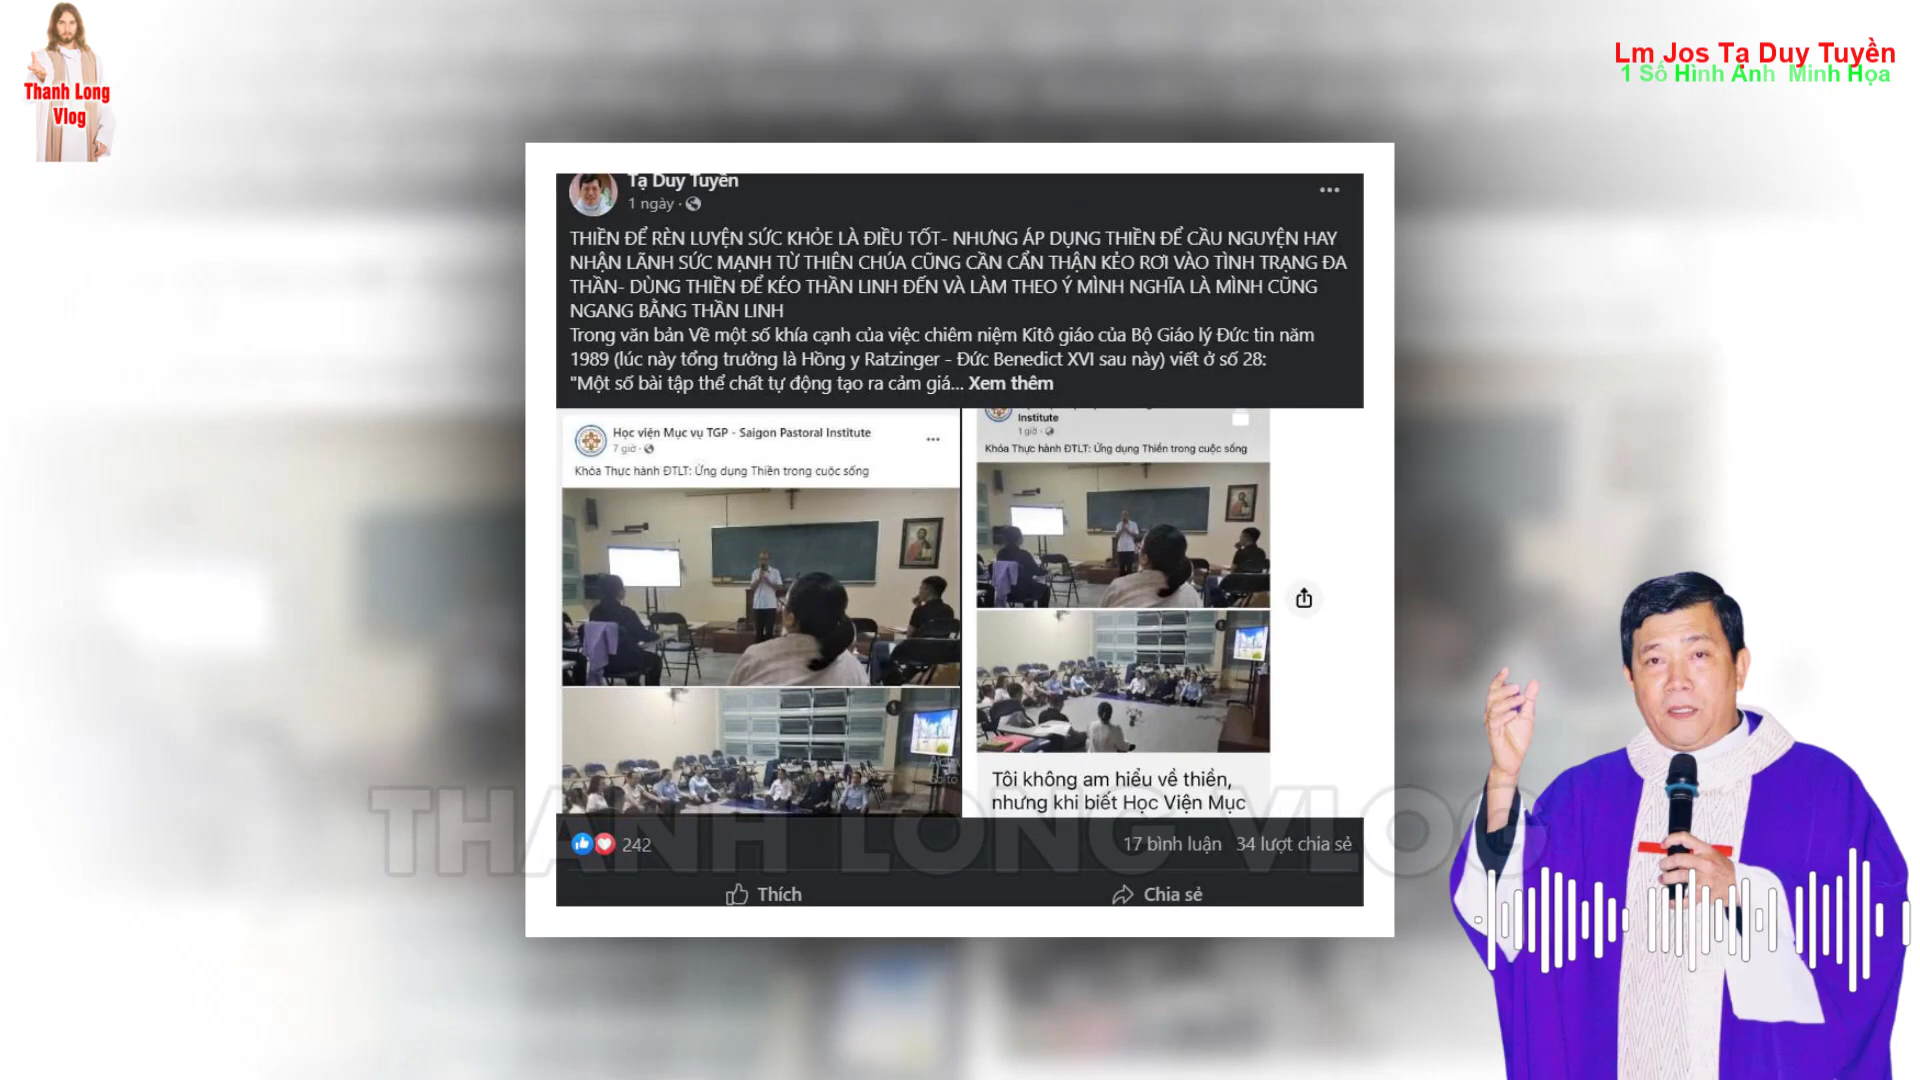 Thanh Long
Vlog
Lm Jos Tạ Duy Tuyền
1 Số Hình Ảnh Minh Họa
Tạ Duy Tuyền
1 ngày ·
THIỀN ĐỂ RÈN LUYỆN SỨC KHỎE LÀ ĐIỀU TỐT- NHƯNG ÁP DỤNG THIỀN ĐỂ CẦU NGUYỆN HAY
NHẬN LÃNH SỨC MẠNH TỪ THIÊN CHÚA CŨNG CẦN CẨN THẬN KẺO RƠI VÀO TÌNH TRẠNG ĐA
THẦN- DÙNG THIỀN ĐỂ KÉO THẦN LINH ĐẾN VÀ LÀM THEO Ý MÌNH NGHĨA LÀ MÌNH CŨNG
NGANG BẰNG THẦN LINH
Trong văn bản Về một số khía cạnh của việc chiêm niệm Kitô giáo của Bộ Giáo lý Đức tin năm
1989 (lúc này tổng trưởng là Hồng y Ratzinger - Đức Benedict XVI sau này) viết ở số 28:
"Một số bài tập thể chất tự động tạo ra cảm giá... Xem thêm
Học viện Mục vụ TGP - Saigon Pastoral Institute
7 giờ ·
Khóa Thực hành ĐTLT: Ứng dụng Thiền trong cuộc sống
Institute
1 giờ ·
Khóa Thực hành ĐTLT: Ứng dụng Thiền trong cuộc sống
Tôi không am hiểu về thiền,
nhưng khi biết Học Viện Mục
THANH LONG VLOG
242
17 bình luận 34 lượt chia sẻ
Thích
Chia sẻ